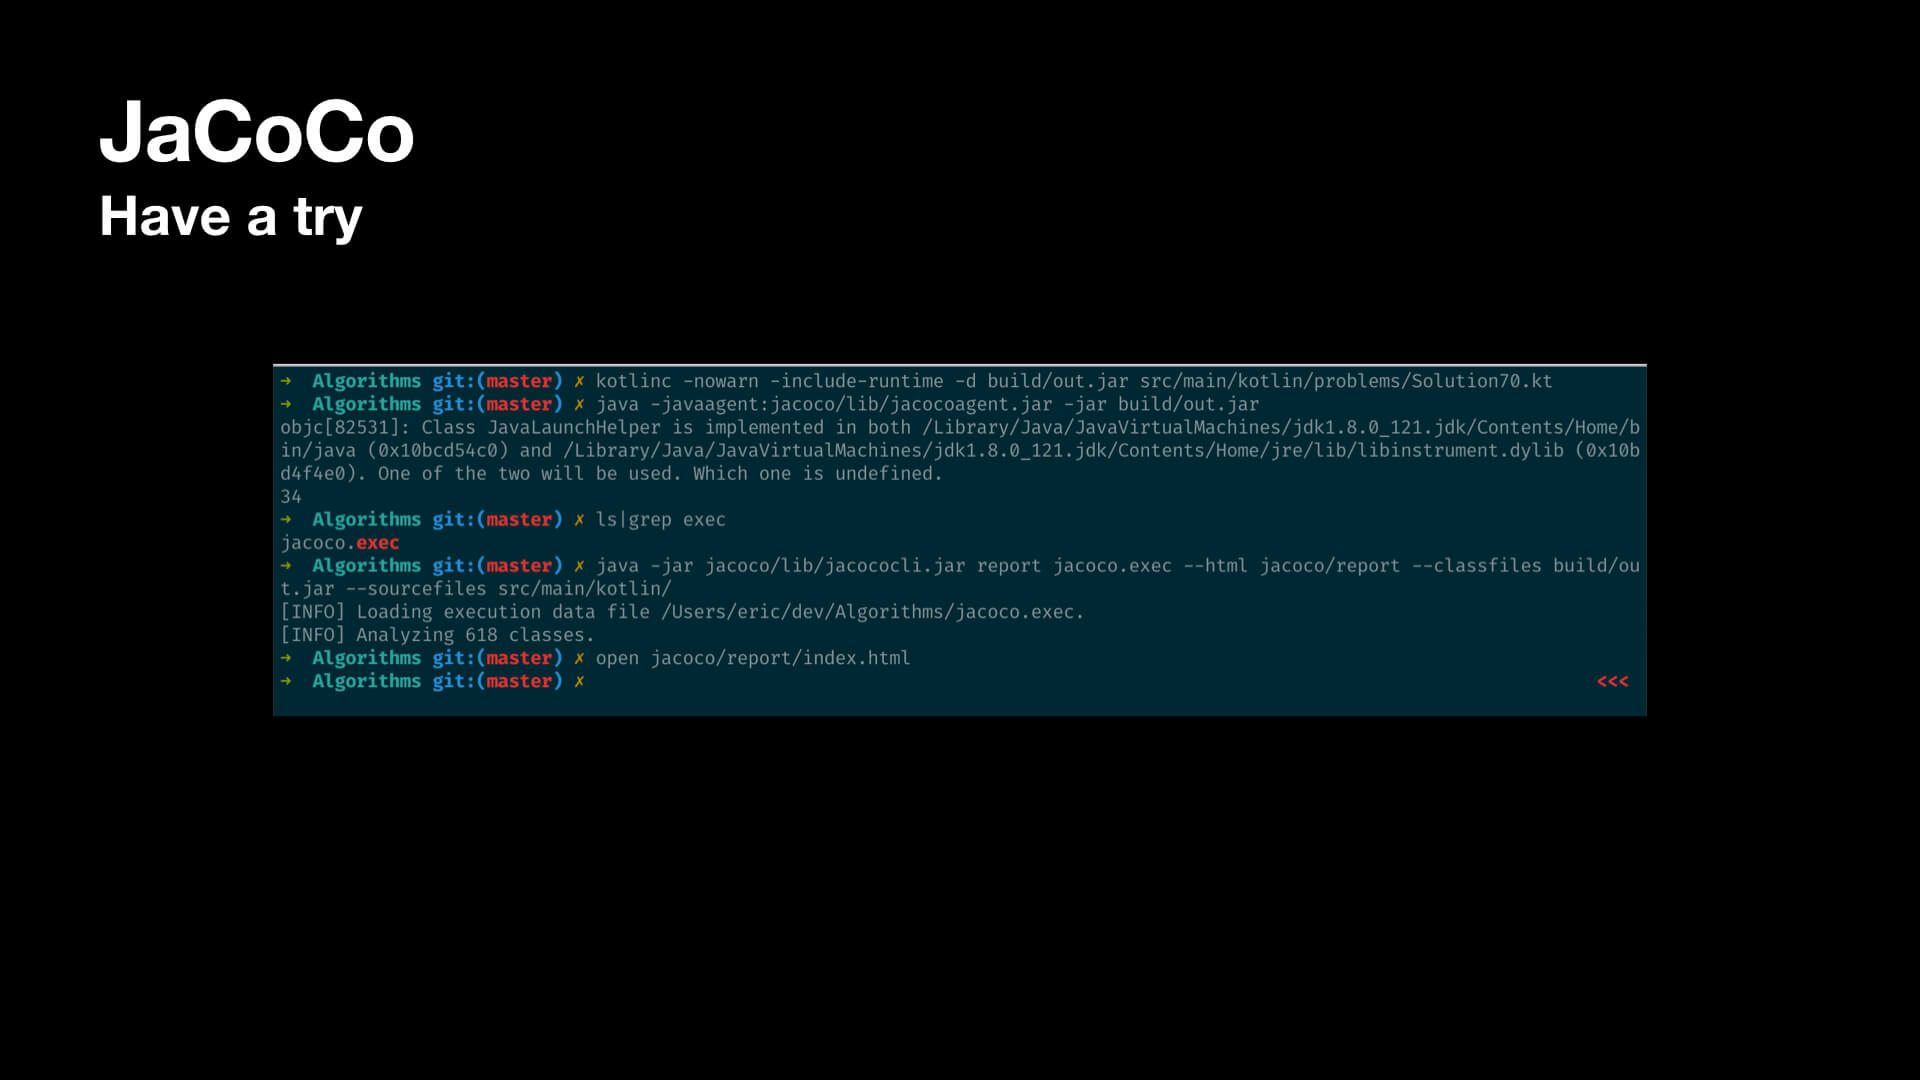 JaCoCo
Have a try
➜ Algorithms git:(master) ✗ kotlinc -nowarn -include-runtime -d build/out.jar src/main/kotlin/problems/Solution70.kt
➜ Algorithms git:(master) ✗ java -javaagent:jacoco/lib/jacocoagent.jar -jar build/out.jar
objc[82531]: Class JavaLaunchHelper is implemented in both /Library/Java/JavaVirtualMachines/jdk1.8.0_121.jdk/Contents/Home/b
in/java (0x10bcd54c0) and /Library/Java/JavaVirtualMachines/jdk1.8.0_121.jdk/Contents/Home/jre/lib/libinstrument.dylib (0x10b
d4f4e0). One of the two will be used. Which one is undefined.
34
➜ Algorithms git:(master) ✗ ls|grep exec
jacoco.exec
➜ Algorithms git:(master) ✗ java -jar jacoco/lib/jacococli.jar report jacoco.exec --html jacoco/report --classfiles build/ou
t.jar --sourcefiles src/main/kotlin/
[INFO] Loading execution data file /Users/eric/dev/Algorithms/jacoco.exec.
[INFO] Analyzing 618 classes.
➜ Algorithms git:(master) ✗ open jacoco/report/index.html
➜ Algorithms git:(master) ✗ <<<